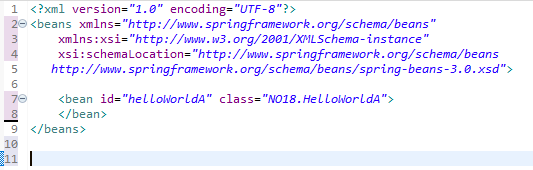 1 <?xml version="1.0" encoding="UTF-8"?>
2 <beans xmlns="http://www.springframework.org/schema/beans"
3 xmlns:xsi="http://www.w3.org/2001/XMLSchema-instance"
4 xsi:schemaLocation="http://www.springframework.org/schema/beans
5 http://www.springframework.org/schema/beans/spring-beans-3.0.xsd">
6
7 <bean id="helloWorldA" class="NO18.HelloWorldA">
8 </bean>
9 </beans>
10
11